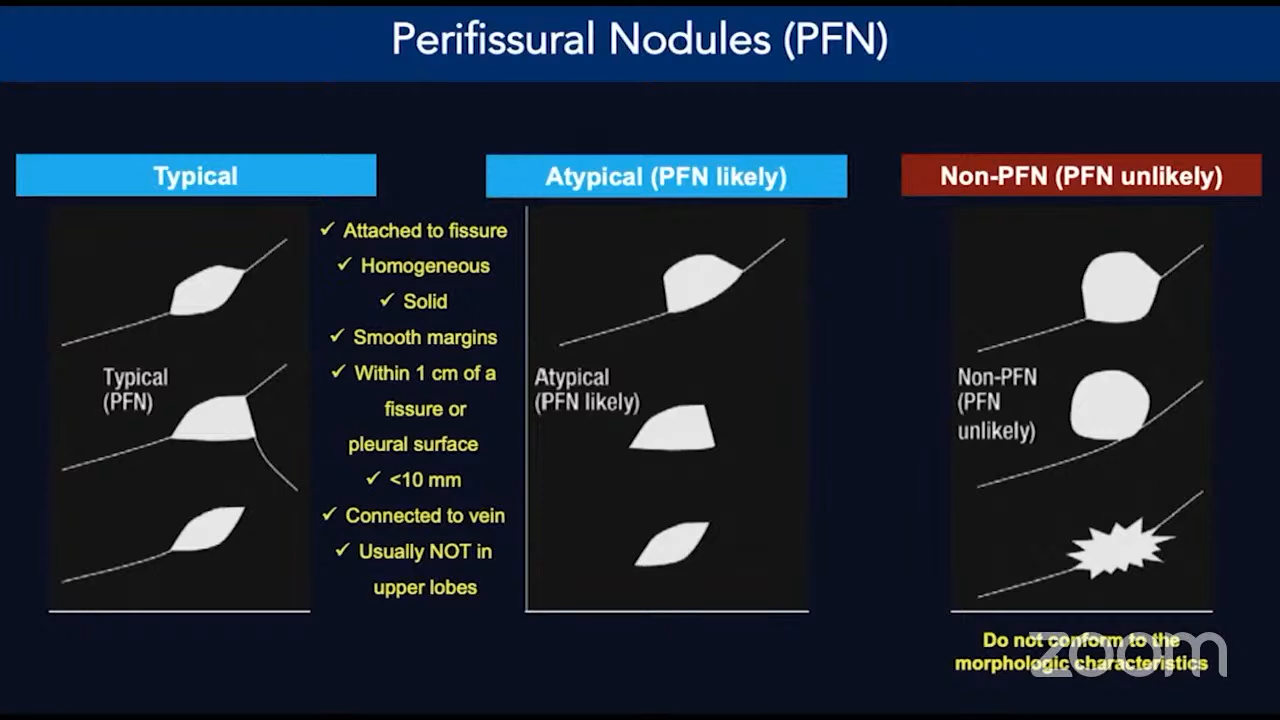 Perifissural Nodules (PFN)
Typical
Typical
(PFN)
✓ Attached to fissure
✓ Homogeneous
✓ Solid
✓ Smooth margins
✓ Within 1 cm of a
fissure or
pleural surface
✓ <10 mm
✓ Connected to vein
✓ Usually NOT in
upper lobes
Atypical (PFN likely)
Atypical
(PFN likely)
Non-PFN (PFN unlikely)
Non-PFN
(PFN
unlikely)
Do not conform to the
morphologic characteristics
zoom